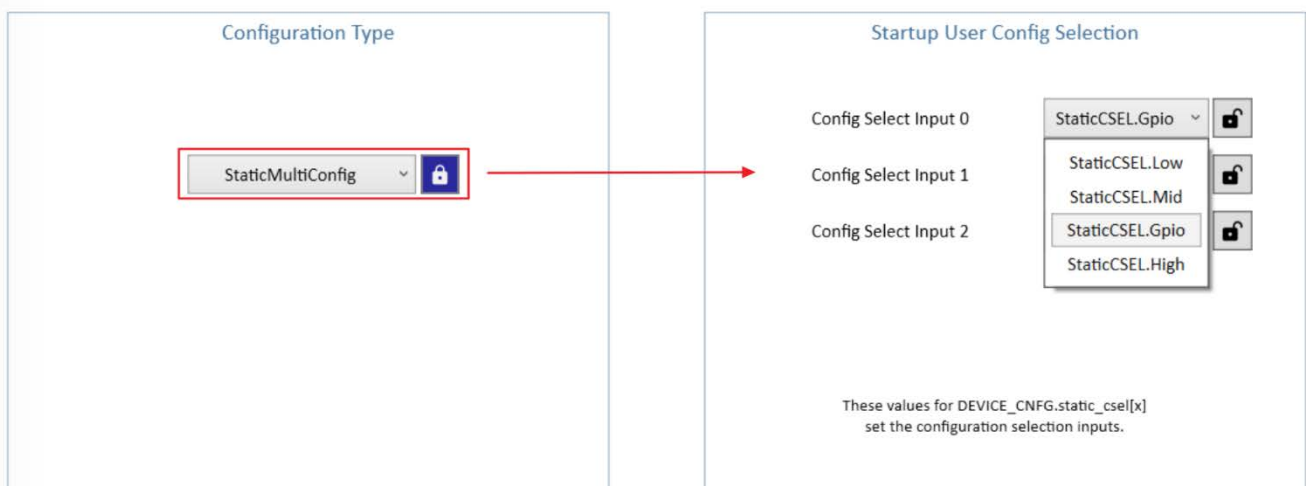 Configuration Type
StaticMultiConfig
Startup User Config Selection
Config Select Input 0
StaticCSEL.Gpio
StaticCSEL.Low
Config Select Input 1
StaticCSEL.Mid
Config Select Input 2
StaticCSEL.Gpio
StaticCSEL.High
These values for DEVICE_CNFG.static_csel[x]
set the configuration selection inputs.